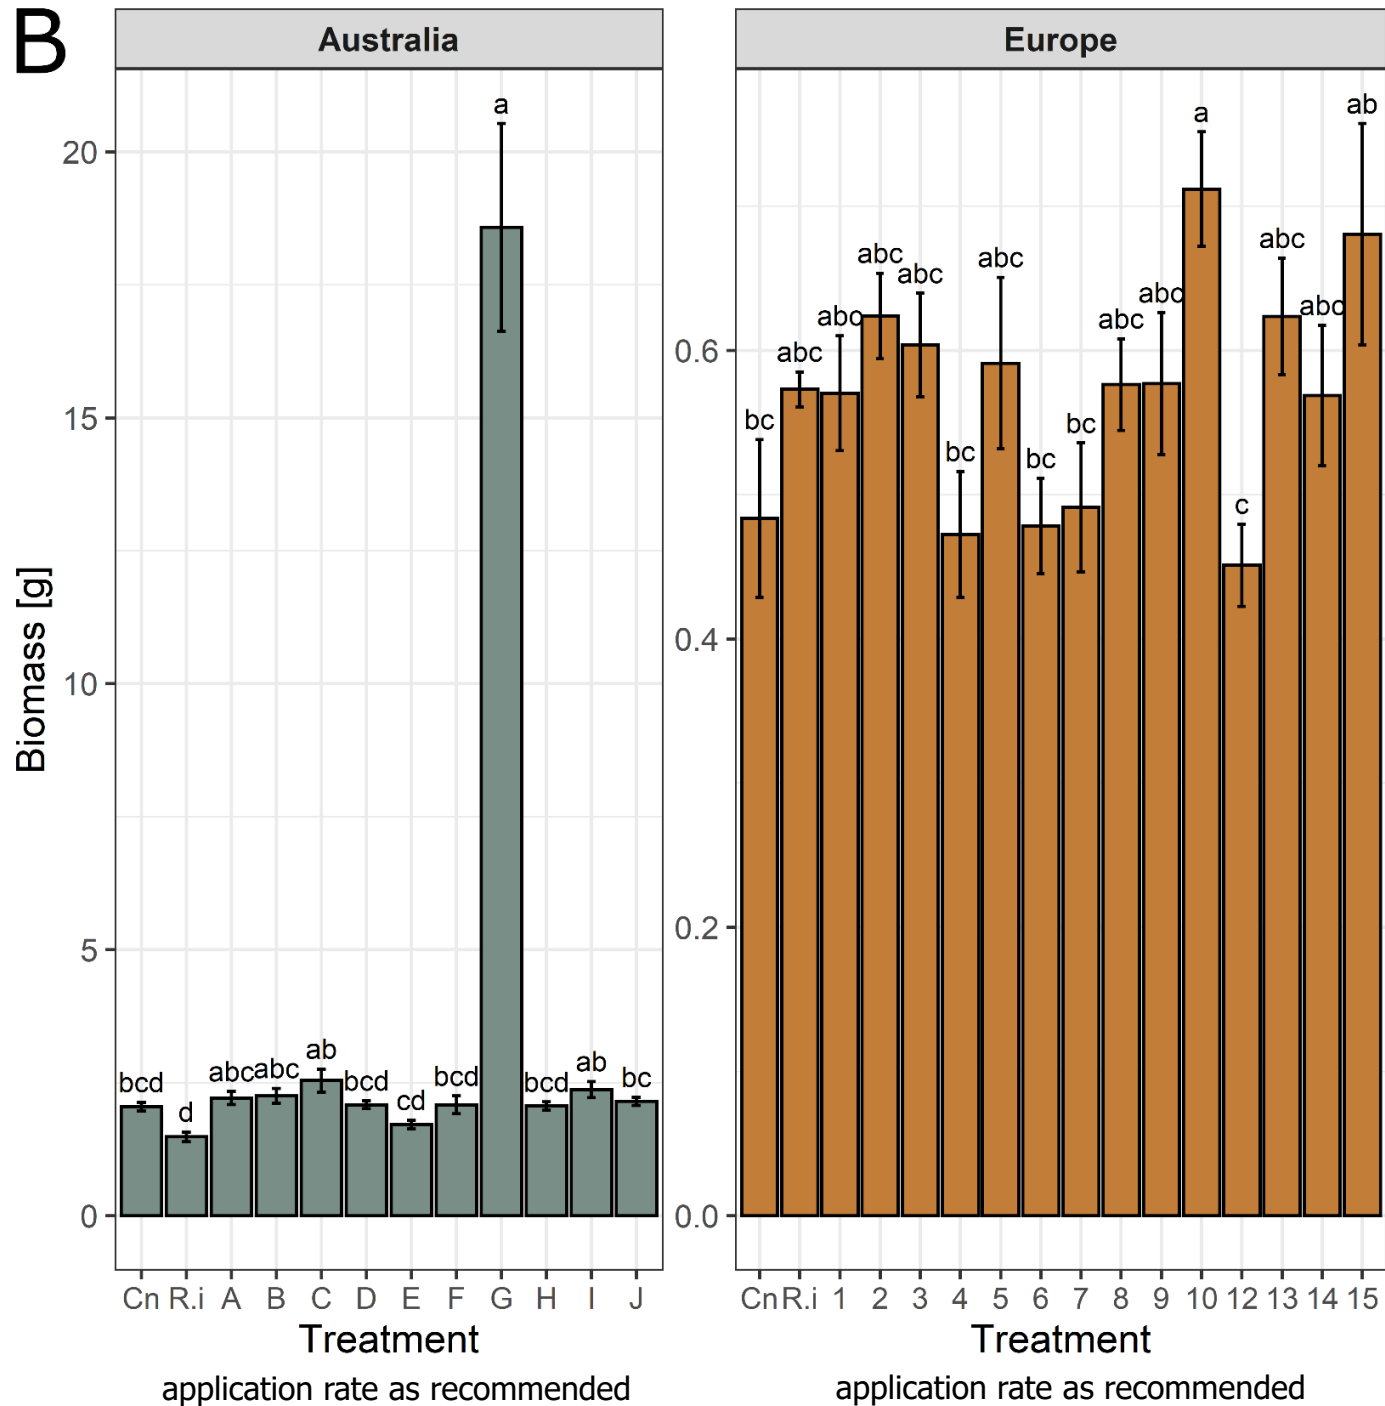 B
Australia
Europe
Biomass [g]
20
15
10
5
0
a
bcd
d
abc
abc
ab
bcd
cd
bcd
bcd
ab
bc
Cn R.i A B C D E F G H I J
Treatment
application rate as recommended
0.6
0.4
0.2
0.0
bc
abc
abc
abc
abc
bc
abc
bc
bc
abc
abc
a
c
abc
abc
ab
Cn R.i 1 2 3 4 5 6 7 8 9 10 12 13 14 15
Treatment
application rate as recommended